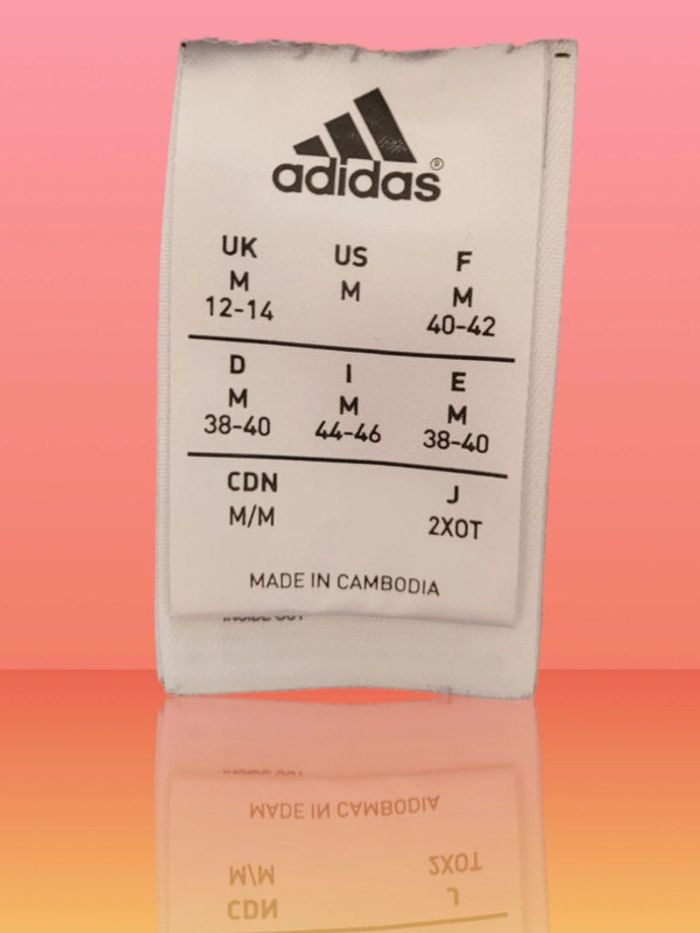 adidas®
UK US F
M M M
12-14 40-42
D I E
M M M
38-40 44-46 38-40
CDN J
M/M 2XOT
MADE IN CAMBODIA